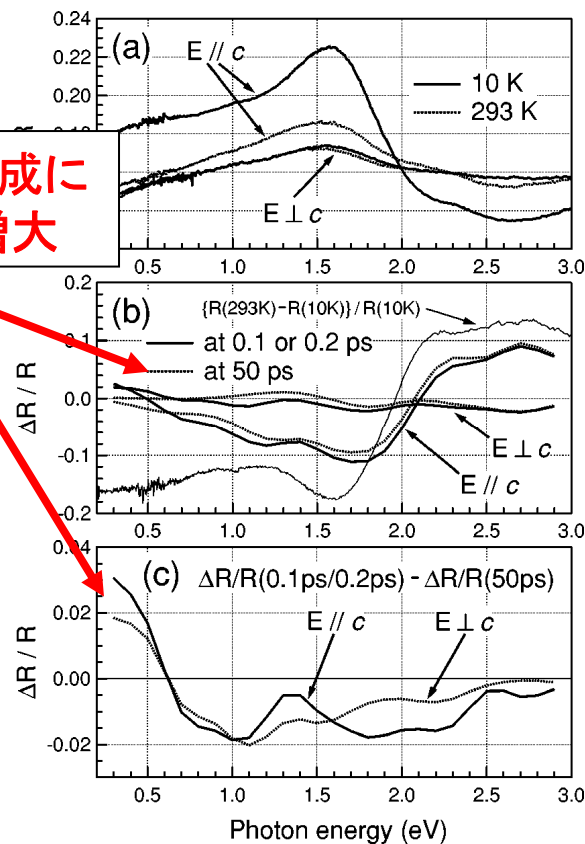 0.24
(a)
E // c
0.22
10 K
293 K
0.20
成に
増大
E ⊥ c
0.5
1.0
1.5
2.0
2.5
3.0
0.2
(b)
{R(293K)−R(10K)} / R(10K)
at 0.1 or 0.2 ps
0.1
at 50 ps
ΔR / R
0.0
E ⊥ c
-0.1
E // c
-0.2
0.5
1.0
1.5
2.0
2.5
3.0
0.04
(c)
ΔR/R(0.1ps/0.2ps) - ΔR/R(50ps)
E // c
E ⊥ c
0.02
ΔR / R
0.00
-0.02
0.5
1.0
1.5
2.0
2.5
3.0
Photon energy (eV)